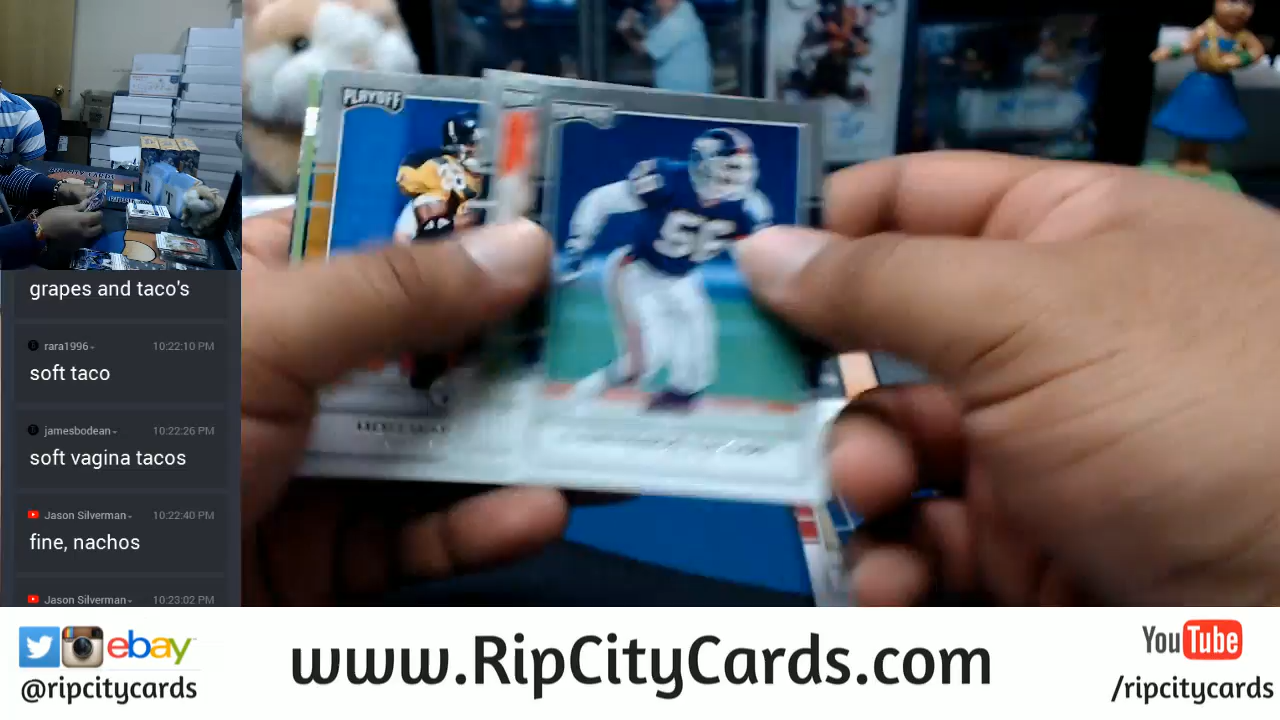 grapes and taco's
rara1996
10:22:10 PM
soft taco
jamesbodean
10:22:26 PM
soft vagina tacos
Jason Silverman
10:22:40 PM
fine, nachos
Jason Silverman
10:23:02 PM
PLAYOFF
56
ebay
@ripcitycards
www.RipCityCards.com
YouTube
/ripcitycards